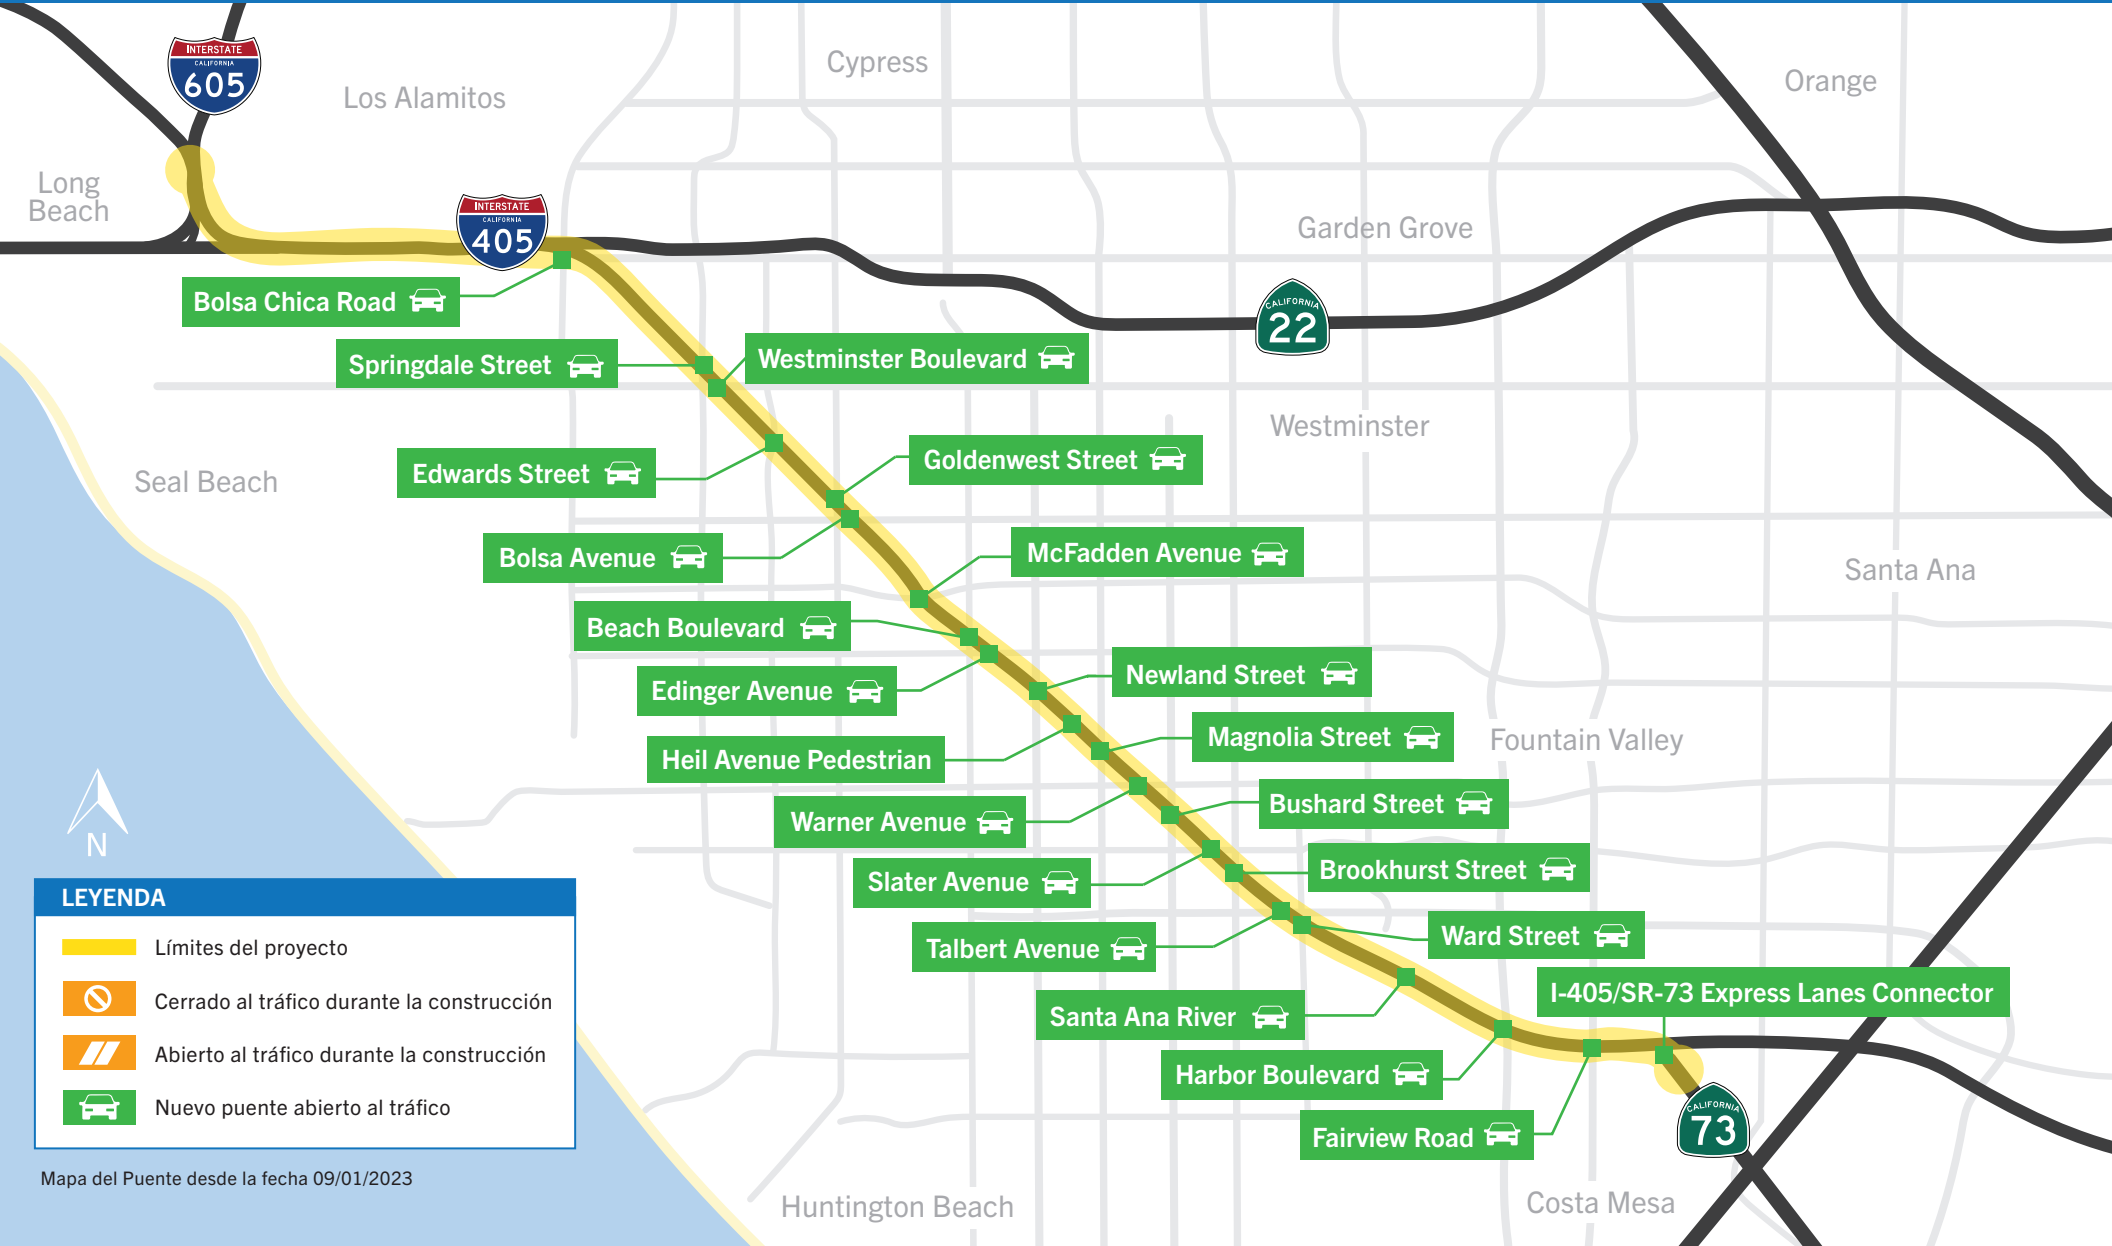 INTERSTATE
CALIFORNIA
605
Los Alamitos
Cypress
Orange
Long
Beach
INTERSTATE
CALIFORNIA
405
Garden Grove
Bolsa Chica Road
CALIFORNIA
22
Springdale Street
Westminster Boulevard
Westminster
Seal Beach
Edwards Street
Goldenwest Street
Bolsa Avenue
McFadden Avenue
Santa Ana
Beach Boulevard
Edinger Avenue
Newland Street
Heil Avenue Pedestrian
Magnolia Street
Fountain Valley
Warner Avenue
Bushard Street
Slater Avenue
Brookhurst Street
Talbert Avenue
Ward Street
I-405/SR-73 Express Lanes Connector
Santa Ana River
Harbor Boulevard
Fairview Road
CALIFORNIA
73
Huntington Beach
Costa Mesa
N
LEYENDA
Límites del proyecto
Cerrado al tráfico durante la construcción
Abierto al tráfico durante la construcción
Nuevo puente abierto al tráfico
Mapa del Puente desde la fecha 09/01/2023